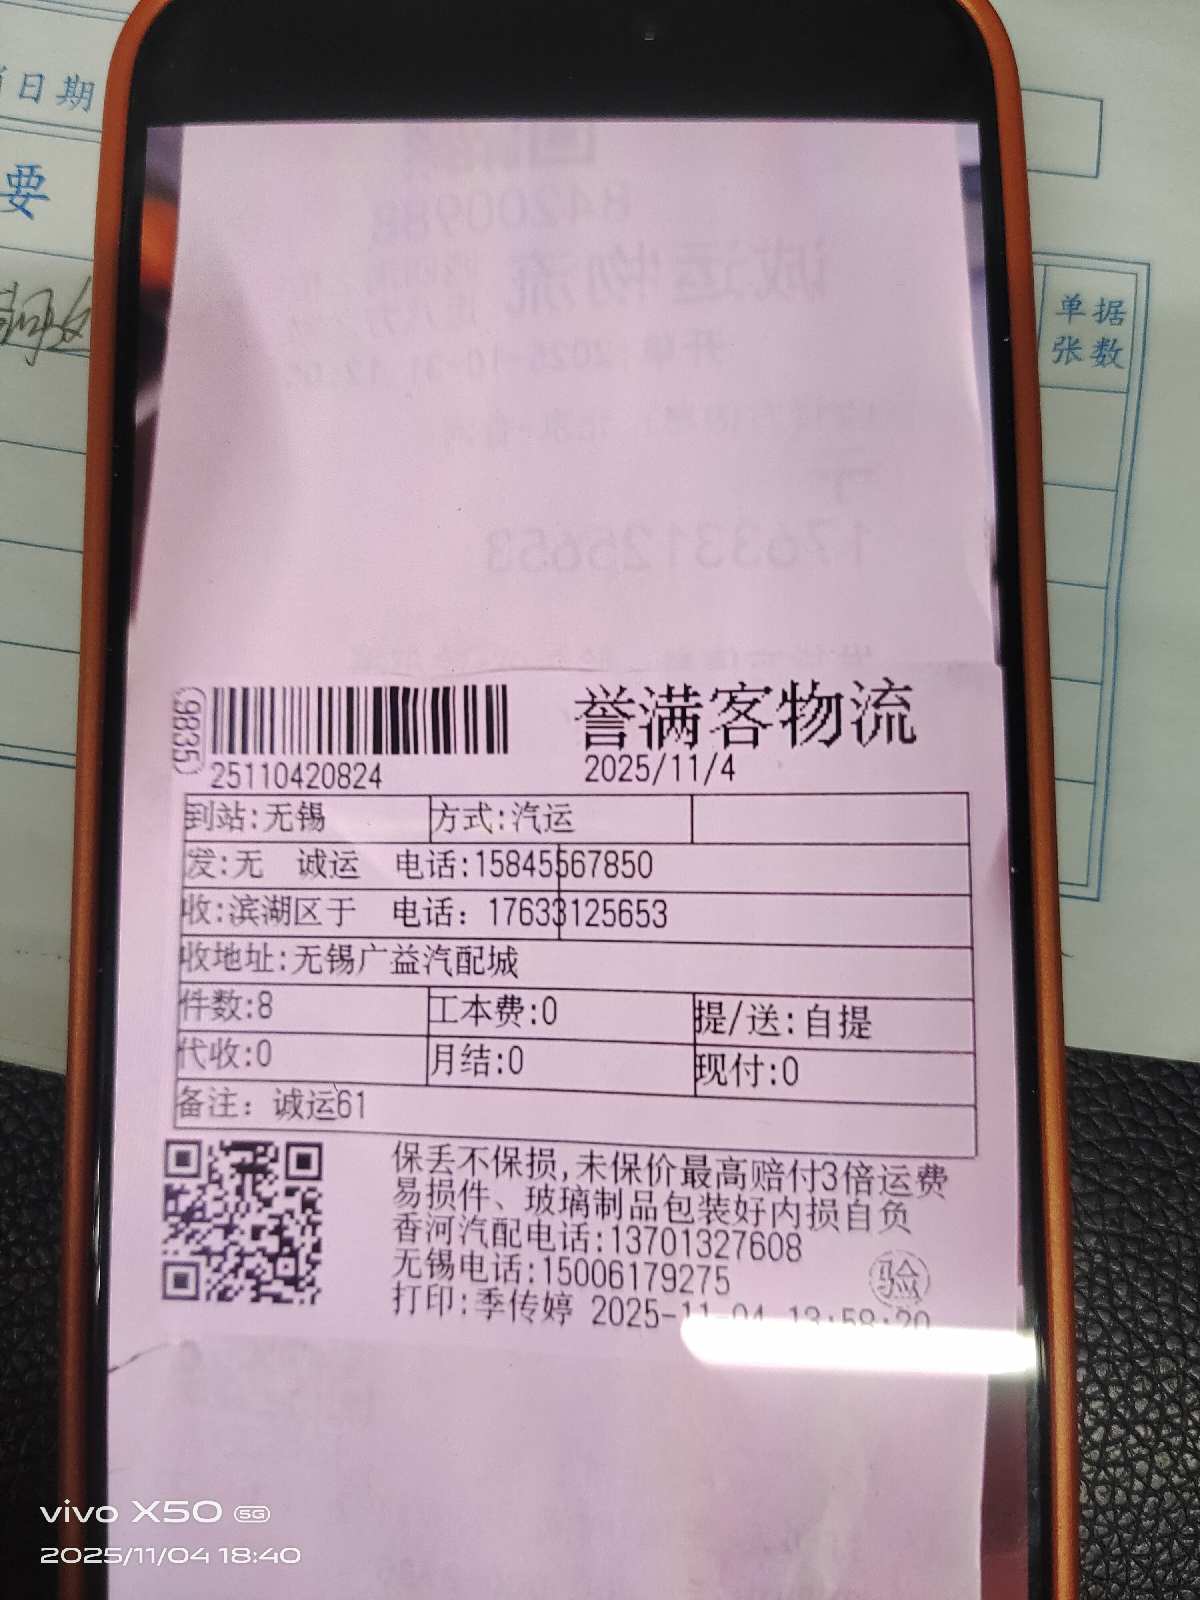 日期
要
单据
张数
誉满客物流
9835
25110420824
2025/11/4
到站:无锡 方式:汽运
发:无 诚运 电话:15845567850
收:滨湖区于 电话: 17633125653
收地址:无锡广益汽配城
件数:8 工本费:0 提/送:自提
代收:0 月结:0 现付:0
备注: 诚运61
保丢不保损,未保价最高赔付3倍运费
易损件、玻璃制品包装好内损自负
香河汽配电话:13701327608
无锡电话:15006179275
验
打印:季传婷 2025-11-04 13:58:20
vivo X50 5G
2025/11/04 18:40